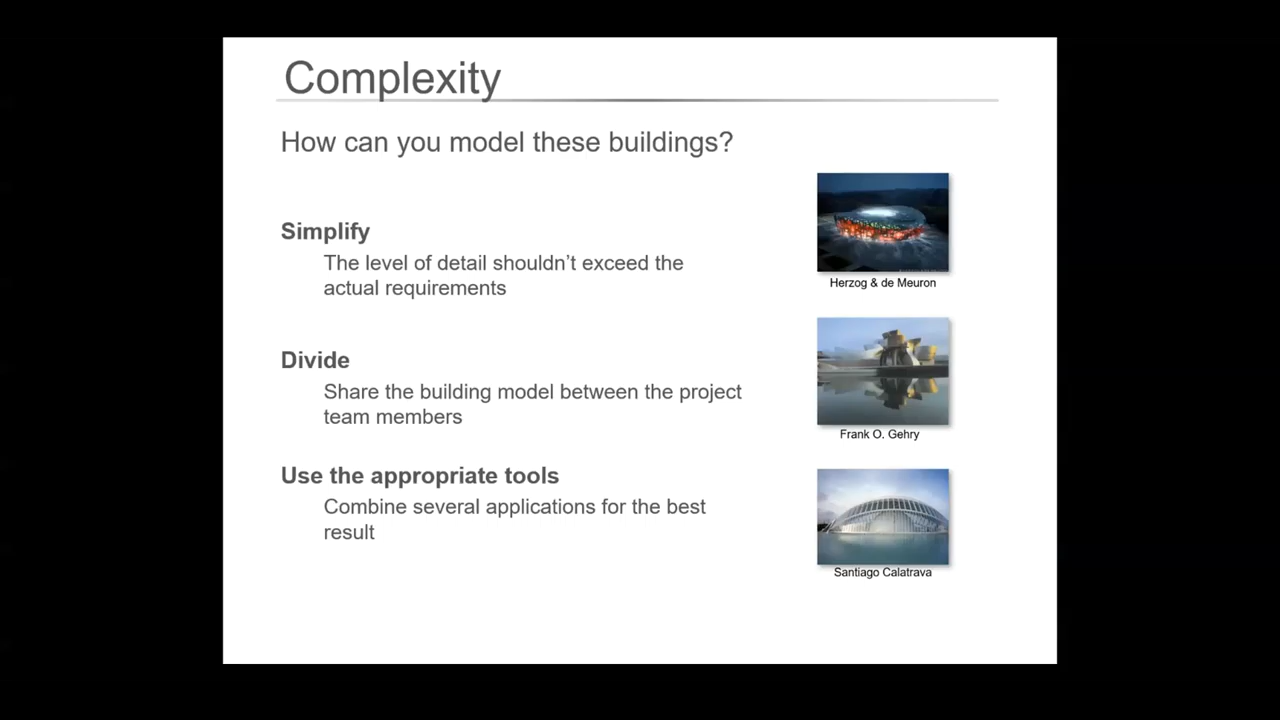 Complexity
How can you model these buildings?
Simplify
The level of detail shouldn’t exceed the
actual requirements
Divide
Share the building model between the project
team members
Use the appropriate tools
Combine several applications for the best
result
Herzog & de Meuron
Frank O. Gehry
Santiago Calatrava